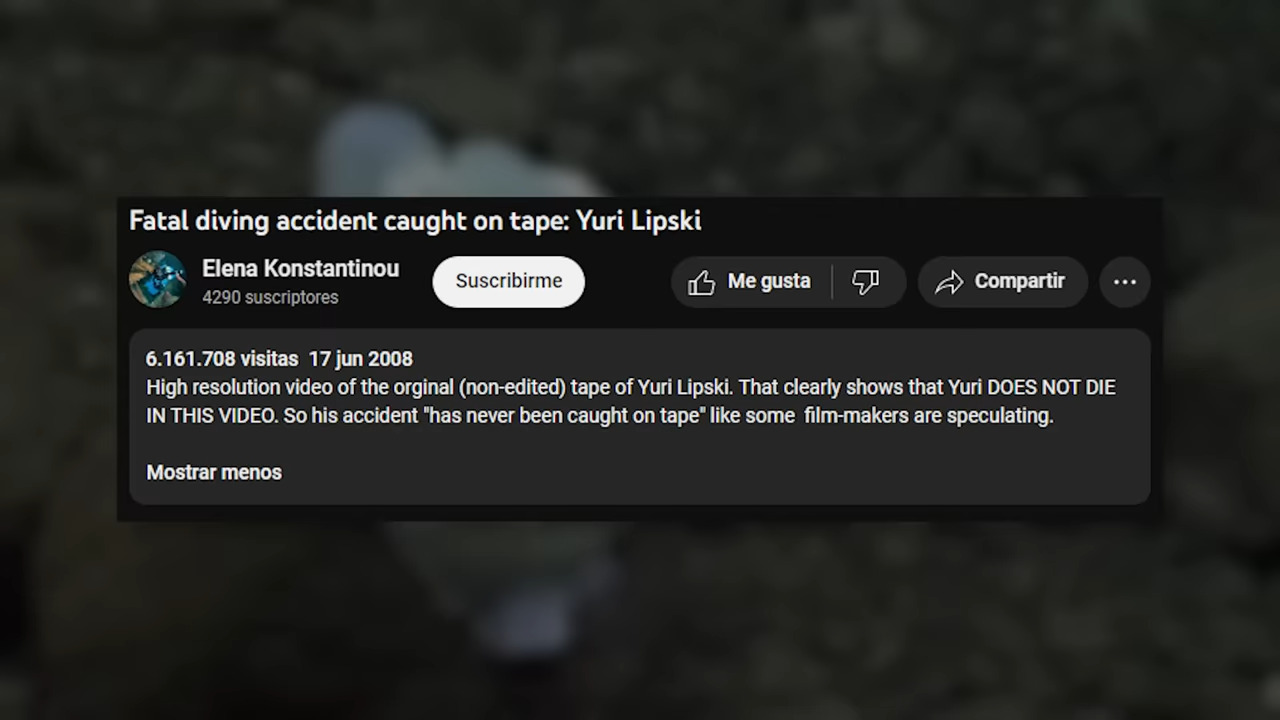 Fatal diving accident caught on tape: Yuri Lipski
Elena Konstantinou
4290 suscriptores
Suscribirme
Me gusta
Compartir
6.161.708 visitas 17 jun 2008
High resolution video of the orginal (non-edited) tape of Yuri Lipski. That clearly shows that Yuri DOES NOT DIE
IN THIS VIDEO. So his accident "has never been caught on tape" like some film-makers are speculating.
Mostrar menos